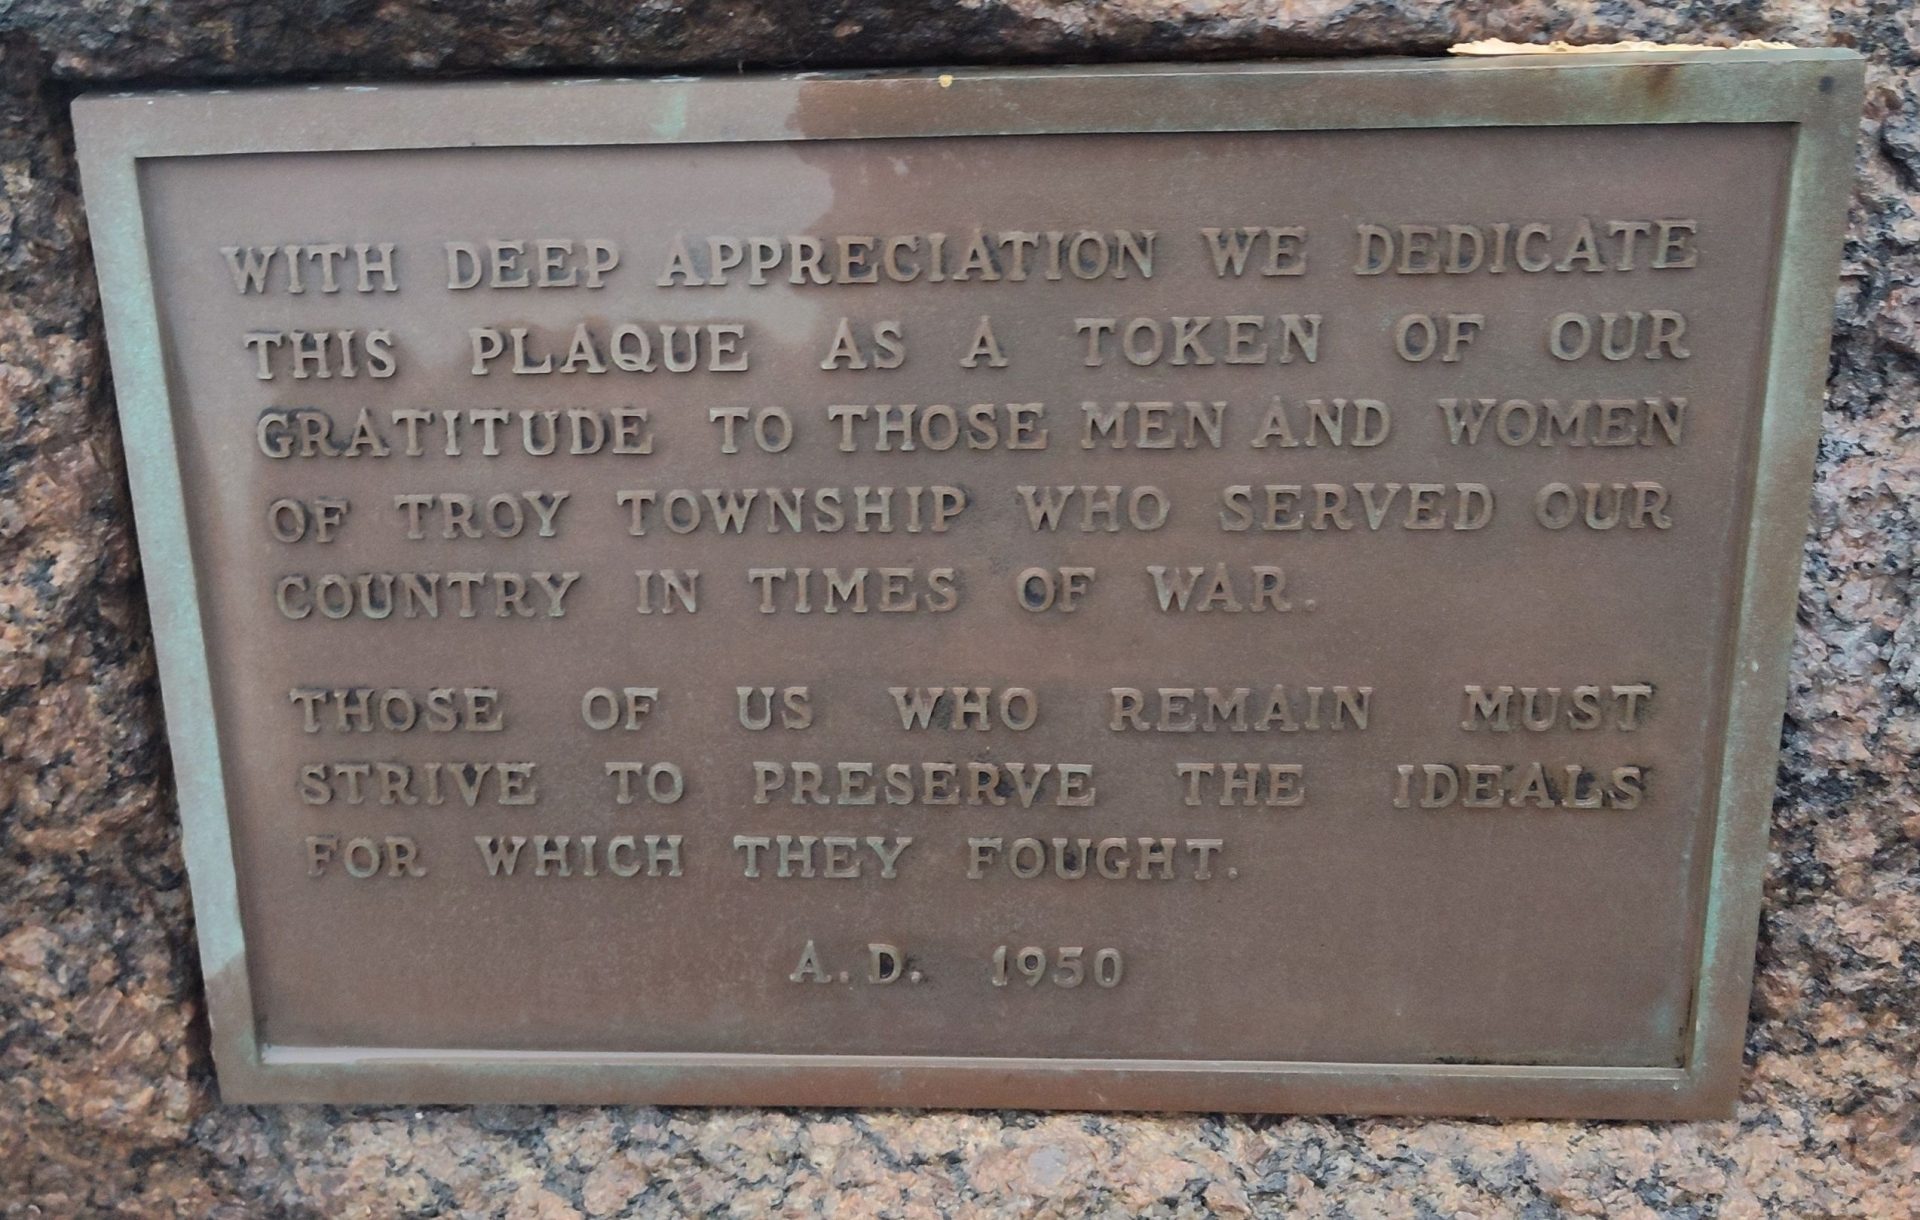 WITH DEEP APPRECIATION WE DEDICATE
THIS PLAQUE AS A TOKEN OF OUR
GRATITUDE TO THOSE MEN AND WOMEN
OF TROY TOWNSHIP WHO SERVED OUR
COUNTRY IN TIMES OF WAR.
THOSE OF US WHO REMAIN MUST
STRIVE TO PRESERVE THE IDEALS
FOR WHICH THEY FOUGHT.
A.D. 1950